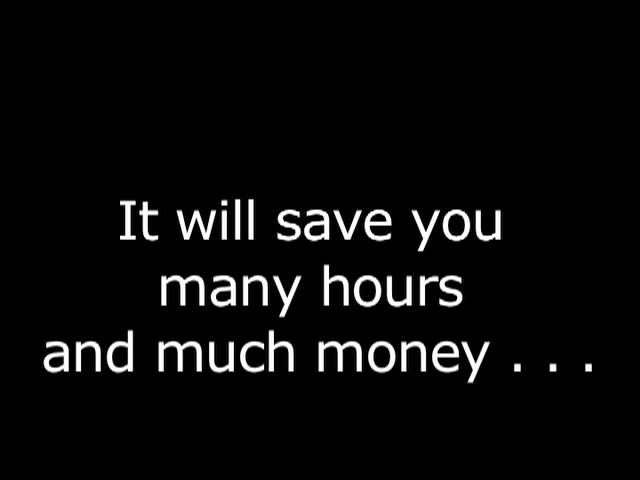 It will save you
many hours
and much money . . .